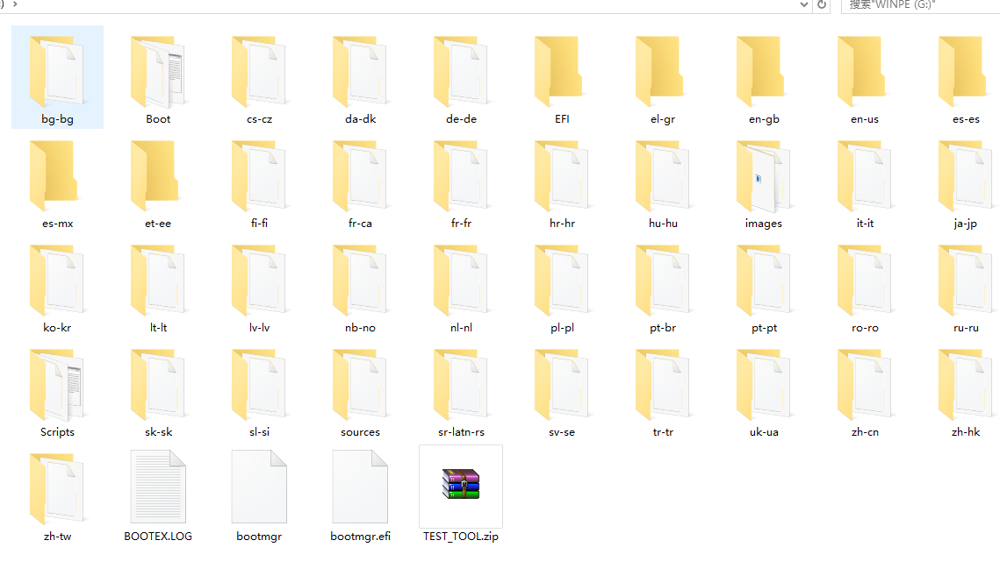 搜索"WINPE (G:)"
bg-bg
Boot
cs-cz
da-dk
de-de
EFI
el-gr
en-gb
en-us
es-es
es-mx
et-ee
fi-fi
fr-ca
fr-fr
hr-hr
hu-hu
images
it-it
ja-jp
ko-kr
lt-lt
lv-lv
nb-no
nl-nl
pl-pl
pt-br
pt-pt
ro-ro
ru-ru
Scripts
sk-sk
sl-si
sources
sr-latn-rs
sv-se
tr-tr
uk-ua
zh-cn
zh-hk
zh-tw
BOOTEX.LOG
bootmgr
bootmgr.efi
TEST_TOOL.zip